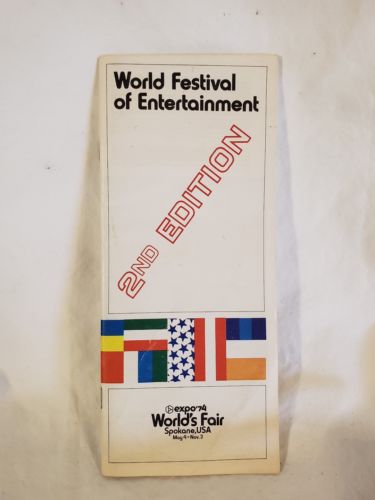 World Festival
of Entertainment
2ND EDITION
expo'74
World's Fair
Spokane,USA
May 4-Nov.3